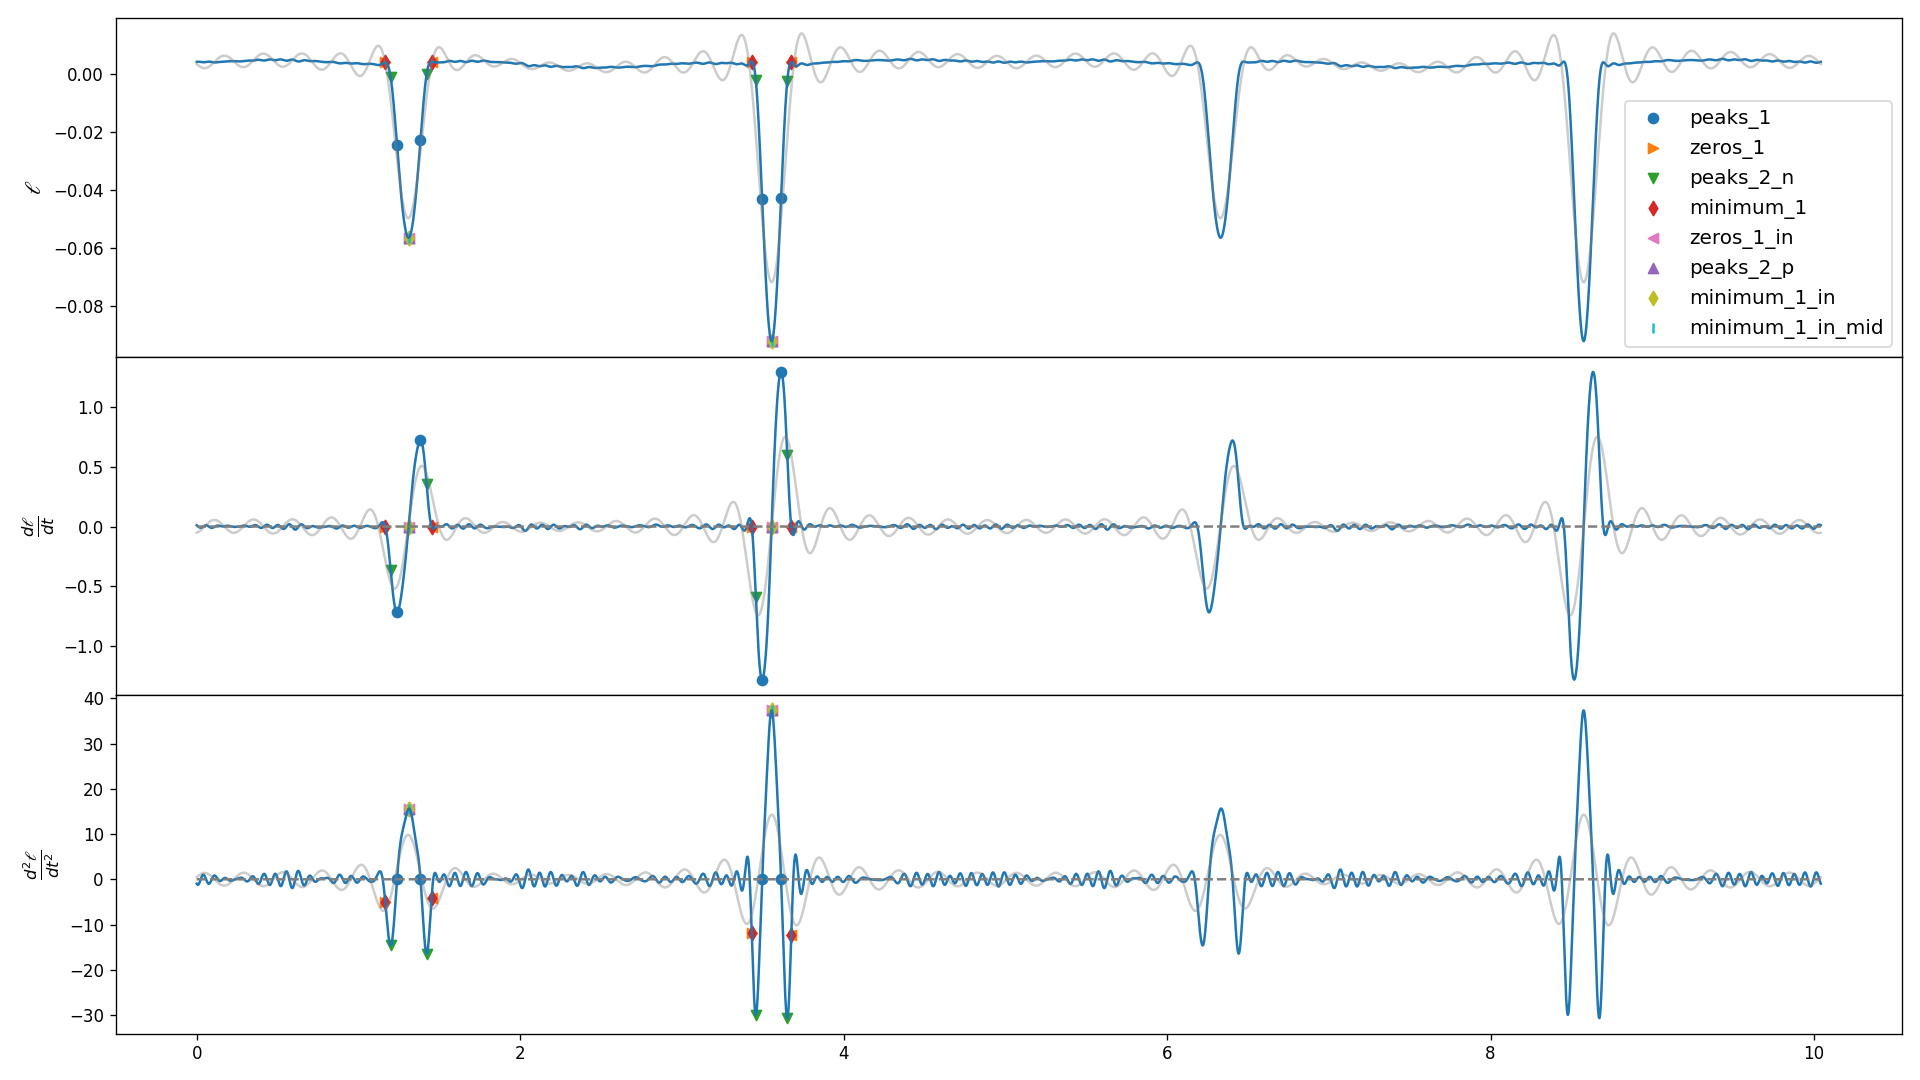 0.00
−0.02
−0.04
−0.06
−0.08
ℓ
peaks_1
zeros_1
peaks_2_n
minimum_1
zeros_1_in
peaks_2_p
minimum_1_in
minimum_1_in_mid
1.0
0.5
0.0
−0.5
−1.0
dℓ
dt
40
30
20
10
0
−10
−20
−30
d²ℓ
dt²
0 2 4 6 8 10